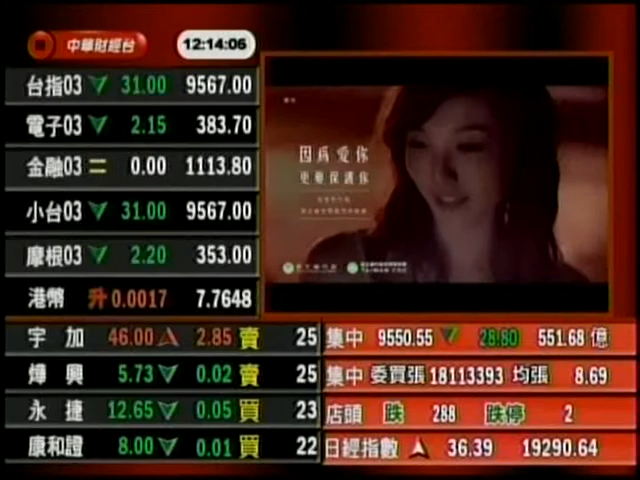 中華財經台 12:14:06
台指03 31.00 9567.00
電子03 2.15 383.70
金融03 0.00 1113.80
小台03 31.00 9567.00
摩根03 2.20 353.00
港幣 升 0.0017 7.7648
因為愛你
更要保護你
宇加 46.00 2.85 賣 25
燁興 5.73 0.02 賣 25
永捷 12.65 0.05 買 23
康和證 8.00 0.01 買 22
集中 9550.55 28.80 551.68 億
集中 委買張 18113393 均張 8.69
店頭 跌 288 跌停 2
日經指數 36.39 19290.64